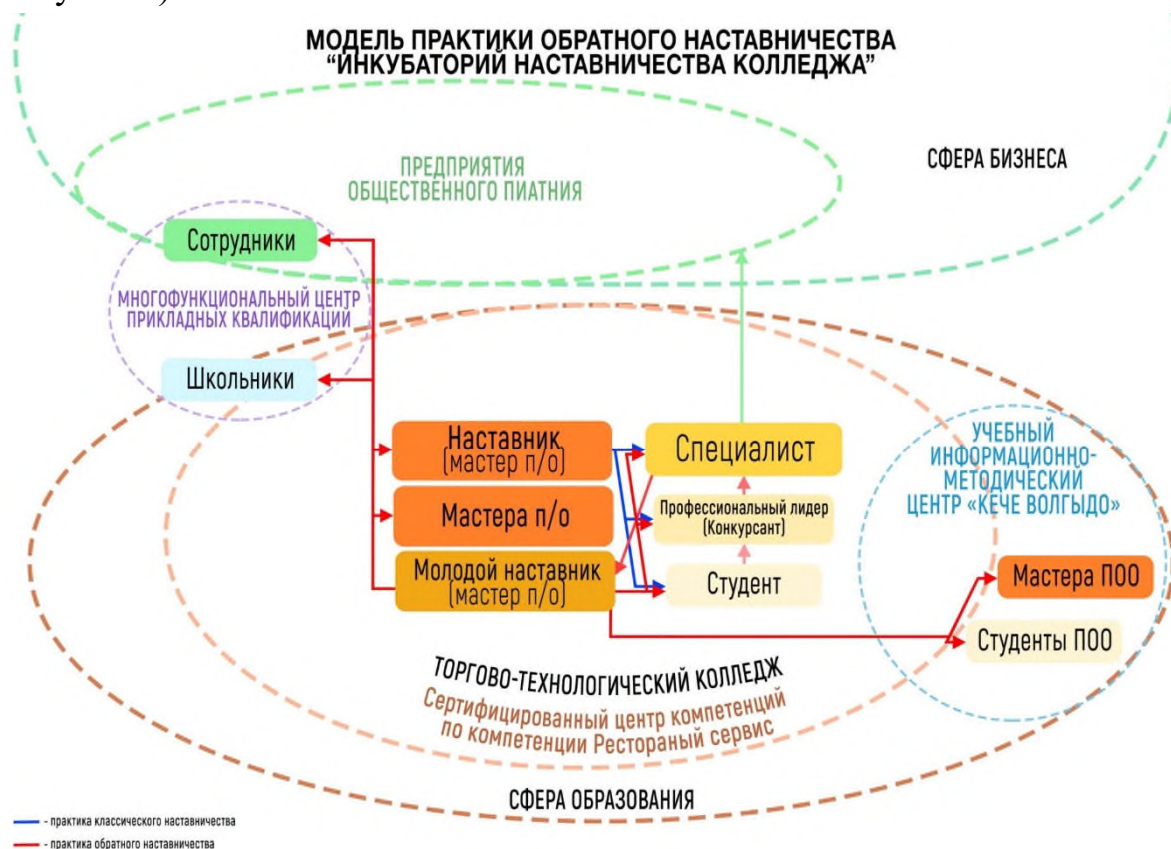 МОДЕЛЬ ПРАКТИКИ ОБРАТНОГО НАСТАВНИЧЕСТВА
“ИНКУБАТОРИЙ НАСТАВНИЧЕСТВА КОЛЛЕДЖА”
СФЕРА БИЗНЕСА
ПРЕДПРИЯТИЯ
ОБЩЕСТВЕННОГО ПИАТНИЯ
Сотрудники
МНОГОФУНКЦИОНАЛЬНЫЙ ЦЕНТР
ПРИКЛАДНЫХ КВАЛИФИКАЦИЙ
Школьники
Наставник
(мастер п/о)
Специалист
Мастера п/о
Профессиональный лидер
(Конкурсант)
Молодой наставник
(мастер п/о)
Студент
УЧЕБНЫЙ
ИНФОРМАЦИОННО-
МЕТОДИЧЕСКИЙ
ЦЕНТР «КЕЧЕ ВОЛГЫДО»
Мастера ПОО
Студенты ПОО
ТОРГОВО-ТЕХНОЛОГИЧЕСКИЙ КОЛЛЕДЖ
Сертифицированный центр компетенций
по компетенции Рестораный сервис
СФЕРА ОБРАЗОВАНИЯ
- практика классического наставничества
- практика обратного наставничества